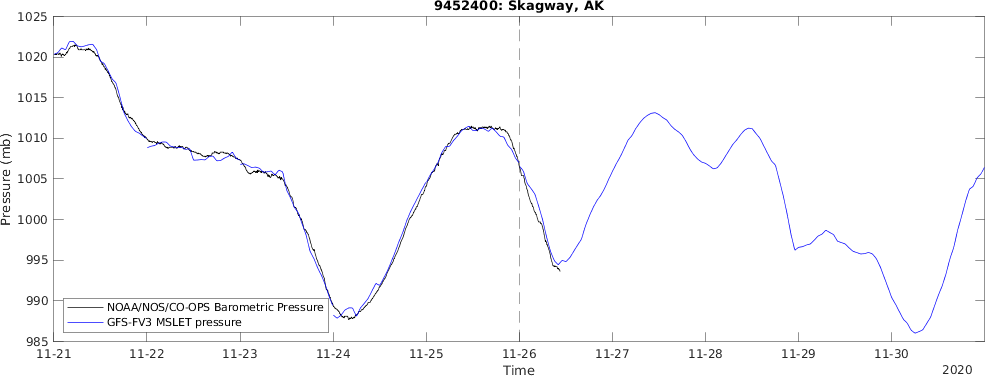 9452400: Skagway, AK
Pressure (mb)
1025
1020
1015
1010
1005
1000
995
990
985
NOAA/NOS/CO-OPS Barometric Pressure
GFS-FV3 MSLET pressure
11-21 11-22 11-23 11-24 11-25 11-26 11-27 11-28 11-29 11-30
Time
2020